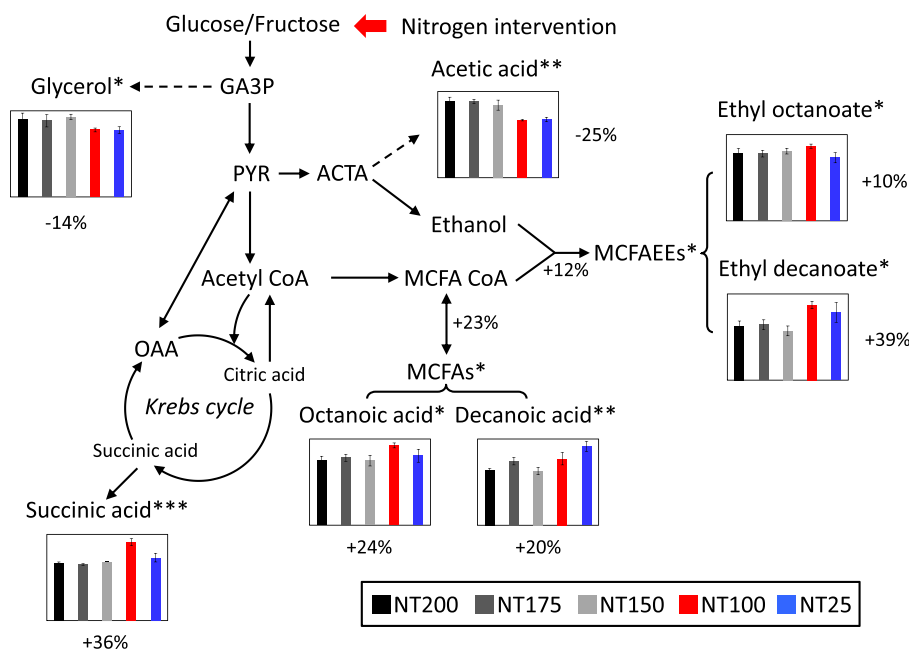 Glucose/Fructose
Nitrogen intervention
Glycerol*
GA3P
Acetic acid**
Ethyl octanoate*
-14%
-25%
+10%
PYR
ACTA
Ethanol
MCFAEEs*
+12%
Ethyl decanoate*
+39%
Acetyl CoA
MCFA CoA
+23%
OAA
Citric acid
MCFAs*
Krebs cycle
Octanoic acid*
Decanoic acid**
Succinic acid
+24%
+20%
Succinic acid***
+36%
NT200 NT175 NT150 NT100 NT25